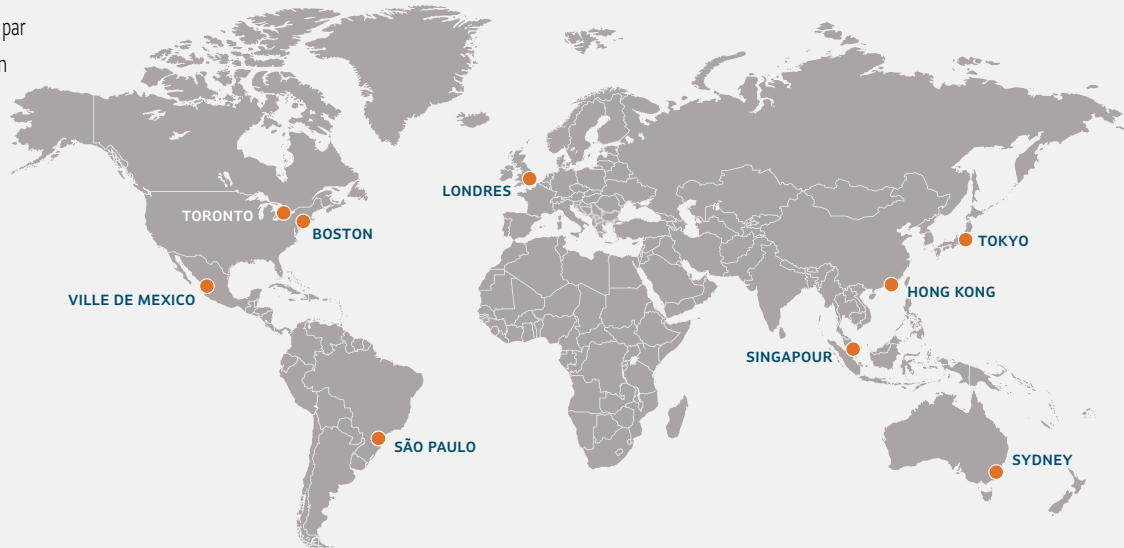 par
LONDRES
TORONTO
BOSTON
TOKYO
VILLE DE MEXICO
HONG KONG
SINGAPOUR
SÃO PAULO
SYDNEY